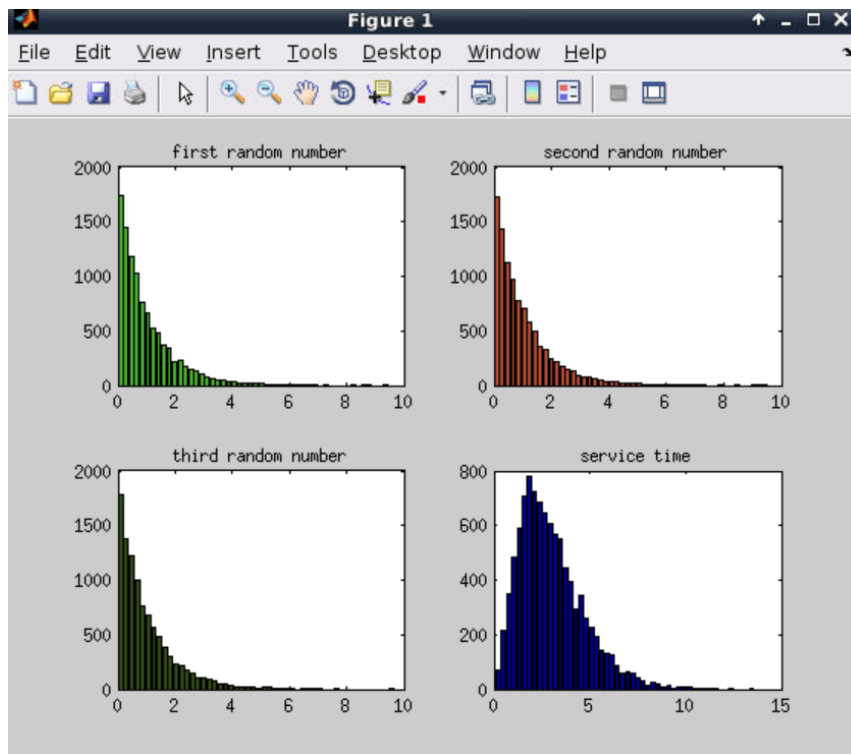 Figure 1
File Edit View Insert Tools Desktop Window Help
first random number
2000
1500
1000
500
0
0 2 4 6 8 10
second random number
2000
1500
1000
500
0
0 2 4 6 8 10
third random number
2000
1500
1000
500
0
0 2 4 6 8 10
service time
800
600
400
200
0
0 5 10 15